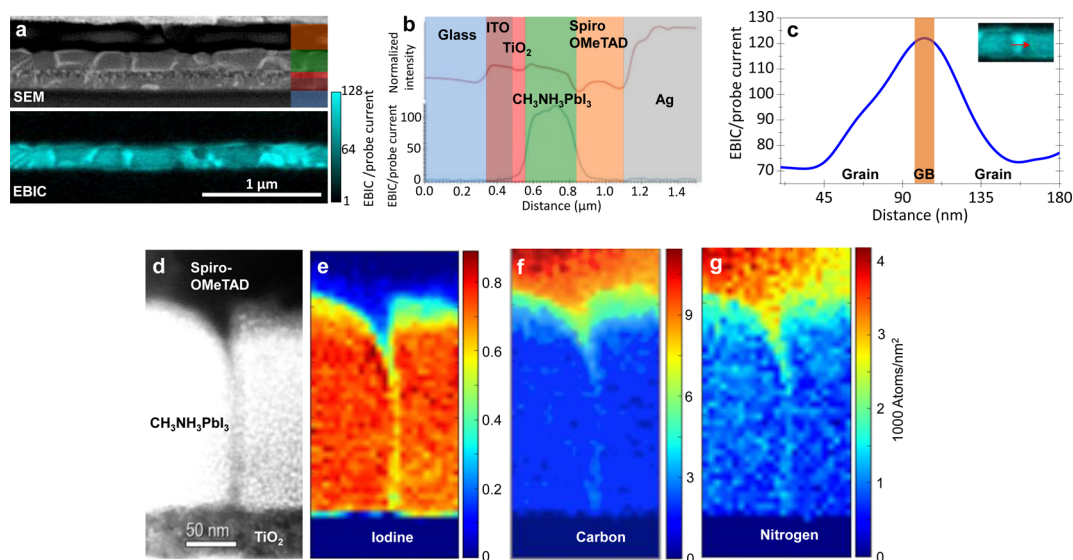 a
SEM
EBIC
1 µm
128
64
1
EBIC /probe current
b
Normalized
intensity
EBIC/probe current
Glass
ITO
TiO2
Spiro
OMeTAD
CH3NH3PbI3
Ag
100
50
0
0.0 0.2 0.4 0.6 0.8 1.0 1.2 1.4
Distance (µm)
c
EBIC/probe current
130
120
110
100
90
80
70
Grain GB Grain
45 90 135 180
Distance (nm)
d
Spiro-
OMeTAD
CH3NH3PbI3
50 nm
TiO2
e
Iodine
0.8
0.6
0.4
0.2
0
f
Carbon
9
6
3
0
g
Nitrogen
4
3
2
1
0
1000 Atoms/nm2